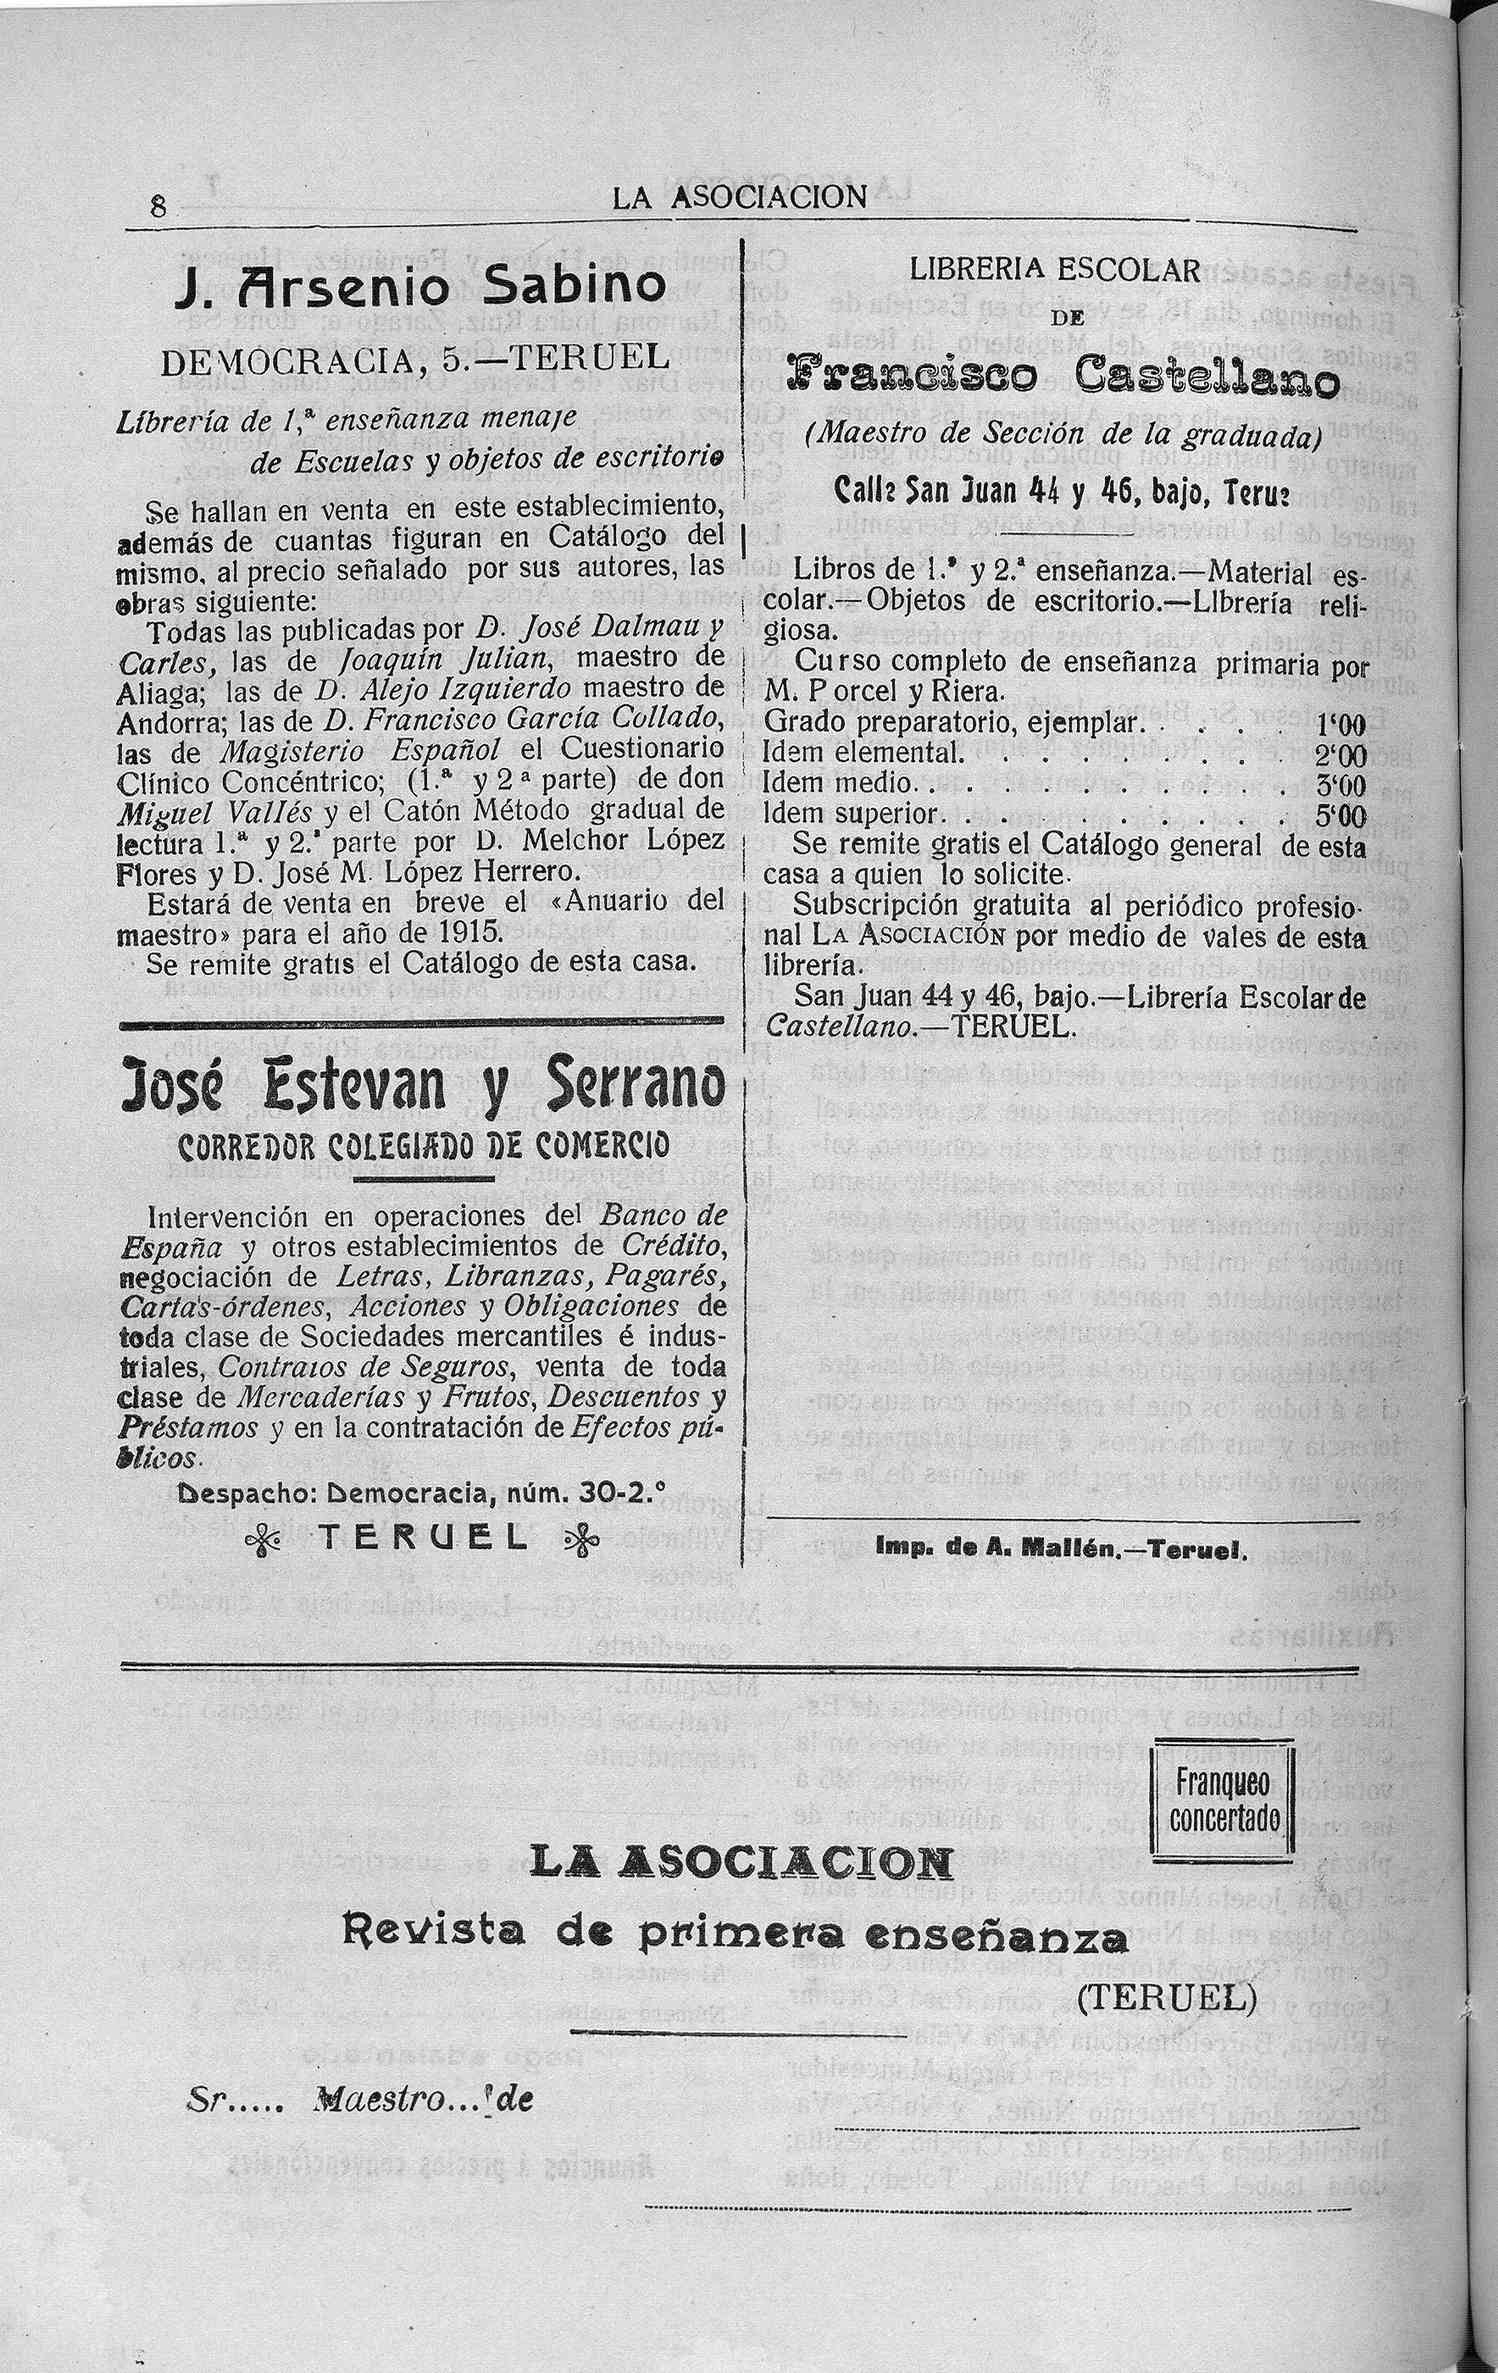 8
LA ASOCIACION
J. Arsenio Sabino
DEMOCRACIA, 5.—TERUEL
Librería de 1,ª enseñanza menaje
de Escuelas y objetos de escritorio
Se hallan en venta en este establecimiento,
además de cuantas figuran en Catálogo del
mismo, al precio señalado por sus autores, las
obras siguiente:
Todas las publicadas por D. José Dalmau y
Carles, las de Joaquín Julian, maestro de
Aliaga; las de D. Alejo Izquierdo maestro de
Andorra; las de D. Francisco García Collado,
las de Magisterio Español el Cuestionario
Clínico Concéntrico; (1.ª y 2ª parte) de don
Miguel Vallés y el Catón Método gradual de
lectura 1.ª y 2.ª parte por D. Melchor López
Flores y D. José M. López Herrero.
Estará de venta en breve el «Anuario del
maestro» para el año de 1915.
Se remite gratis el Catálogo de esta casa.
José Estevan y Serrano
CORREDOR COLEGIADO DE COMERCIO
Intervención en operaciones del Banco de
España y otros establecimientos de Crédito,
negociación de Letras, Libranzas, Pagarés,
Carta's-órdenes, Acciones y Obligaciones de
toda clase de Sociedades mercantiles é indus-
triales, Contratos de Seguros, venta de toda
clase de Mercaderías y Frutos, Descuentos y
Préstamos y en la contratación de Efectos pú-
blicos.
Despacho: Democracia, núm. 30-2.º
TERUEL
LIBRERIA ESCOLAR
DE
Francisco Castellano
(Maestro de Sección de la graduada)
Calle San Juan 44 y 46, bajo, Terue
Libros de 1.ª y 2.ª enseñanza.—Material es-
colar.—Objetos de escritorio.—LIbrería reli-
giosa.
Curso completo de enseñanza primaria por
M. Porcel y Riera.
Grado preparatorio, ejemplar. . . . . 1'00
Idem elemental. . . . . . . . . 2'00
Idem medio. . . . . . . . . . . 3'00
Idem superior. . . . . . . . . . 5'00
Se remite gratis el Catálogo general de esta
casa a quien lo solicite.
Subscripción gratuita al periódico profesio-
nal LA ASOCIACIÓN por medio de vales de esta
librería.
San Juan 44 y 46, bajo.—Librería Escolar de
Castellano.—TERUEL.
Imp. de A. Mallén.—Teruel.
Franqueo
concertado
LA ASOCIACION
Revista de primera enseñanza
(TERUEL)
Sr..... Maestro... de